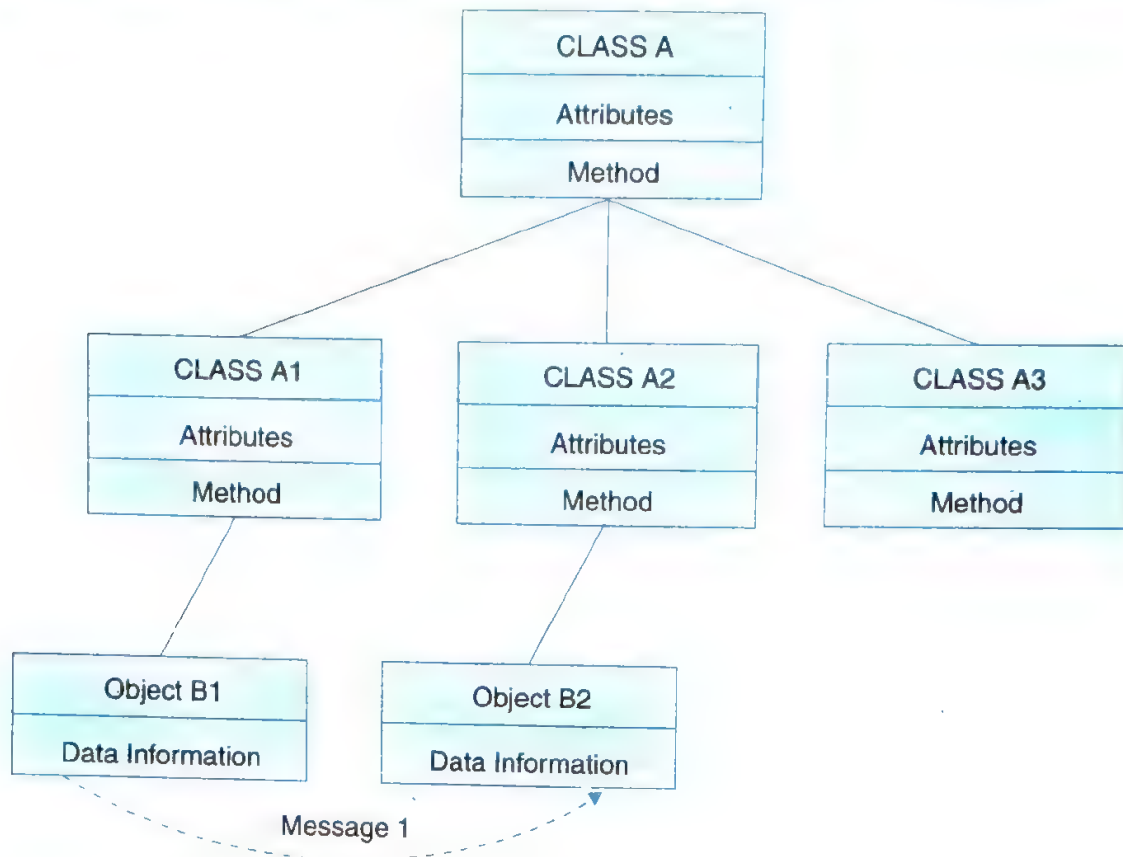 CLASS A
Attributes
Method
CLASS A1
Attributes
Method
CLASS A2
Attributes
Method
CLASS A3
Attributes
Method
Object B1
Data Information
Object B2
Data Information
Message 1